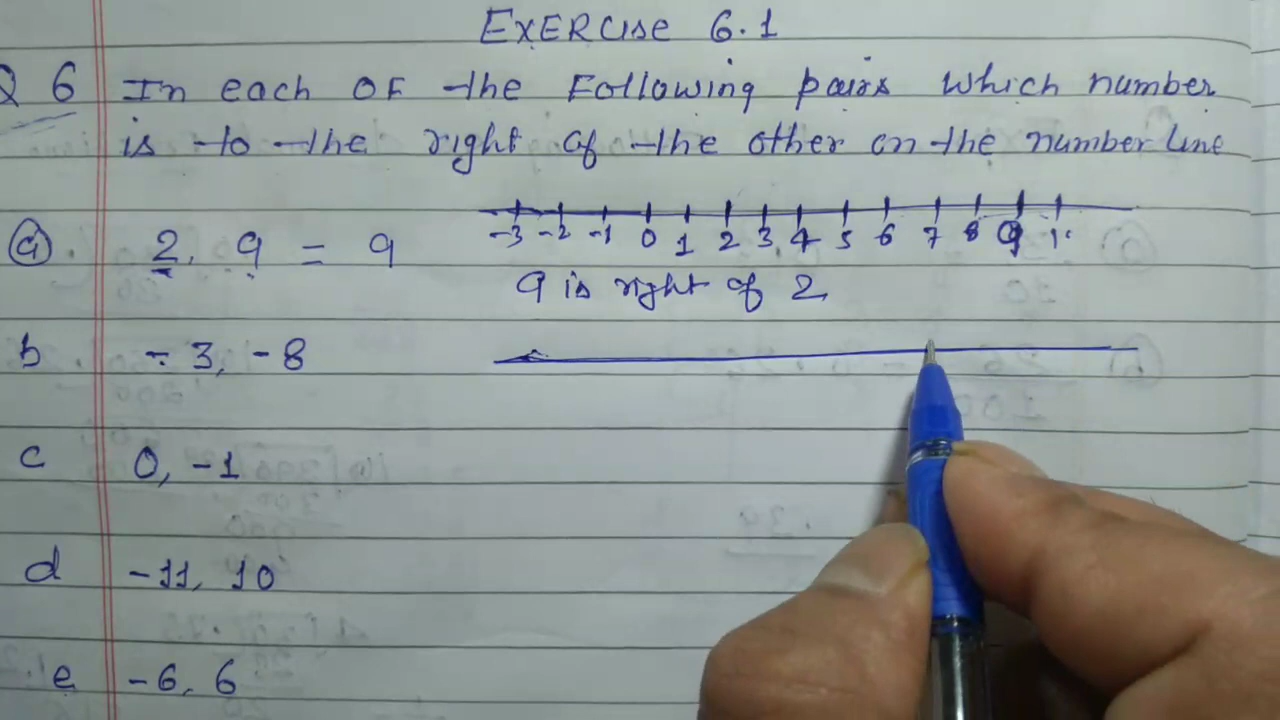 EXERCISE 6.1
Q 6 In each OF the Following pairs which number
is to the right of the other on the number line
a 2, 9 = 9
-3 -2 -1 0 1 2 3 4 5 6 7 8 9
9 is right of 2
b -3, -8
c 0, -1
d -11, 10
e -6, 6